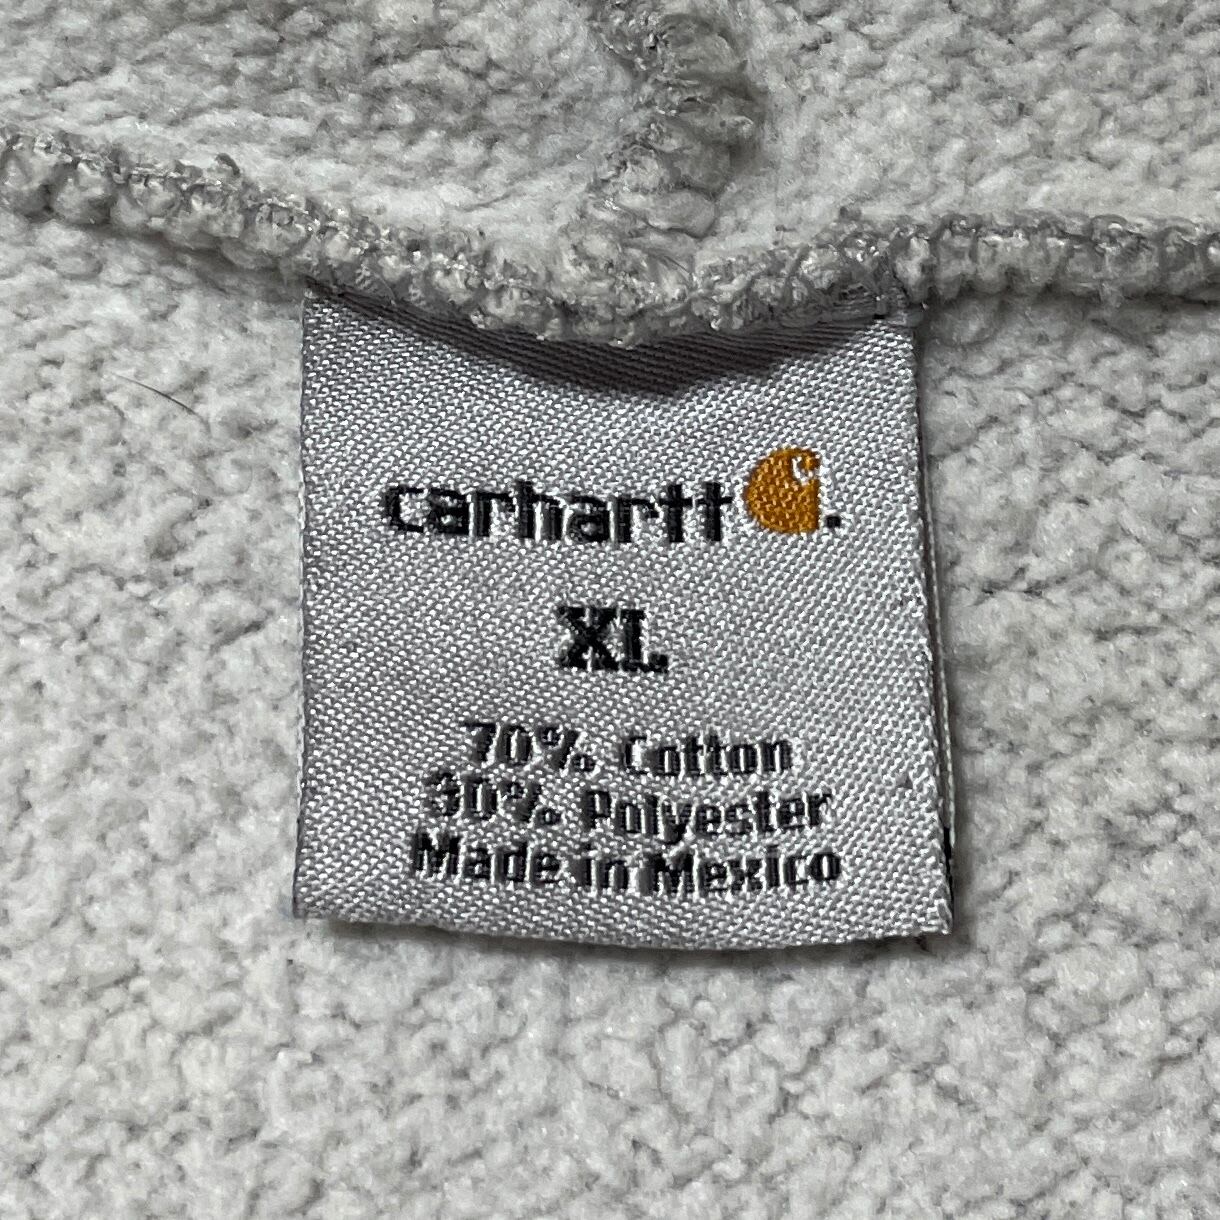 carhartt.
XL
70% Cotton
30% Polyester
Made in Mexico